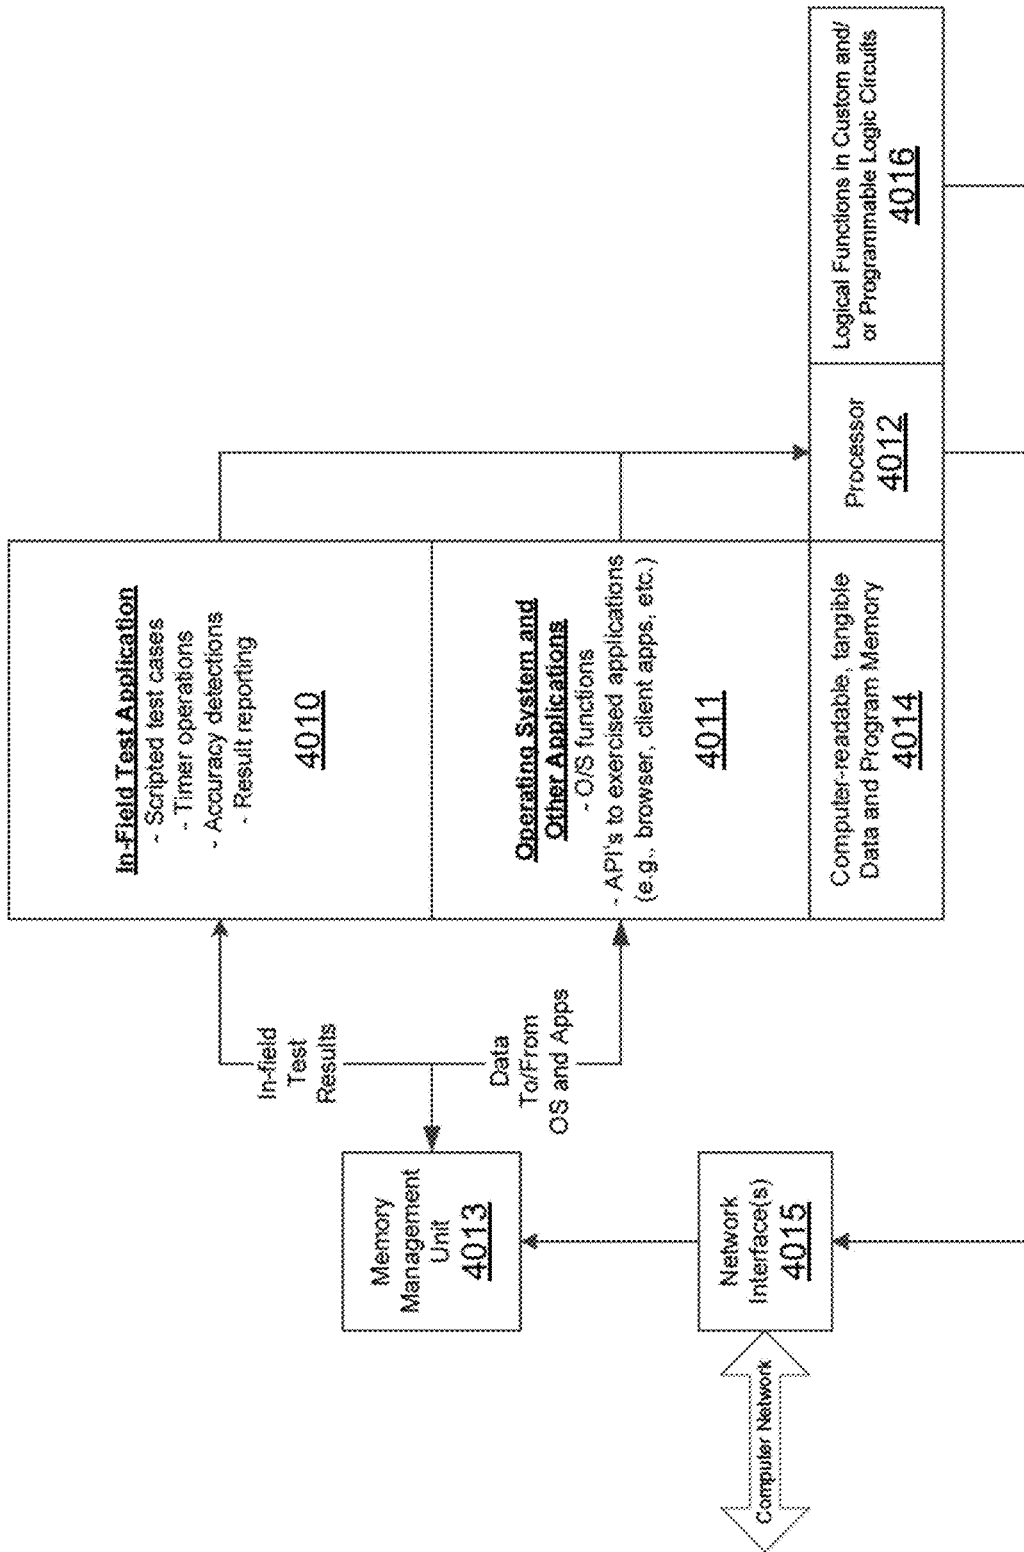 In-Field Test Application
- Scripted test cases
- Timer operations
- Accuracy detections
- Result reporting
4010
Operating System and
Other Applications
- O/S functions
- API's to exercised applications
(e.g., browser, client apps, etc.)
4011
Computer-readable, tangible
Data and Program Memory
4014
Processor
4012
Logical Functions in Custom and/
or Programmable Logic Circuits
4016
In-field
Test
Results
Data
To/From
OS and Apps
Memory
Management
Unit
4013
Network
Interface(s)
4015
Computer Network